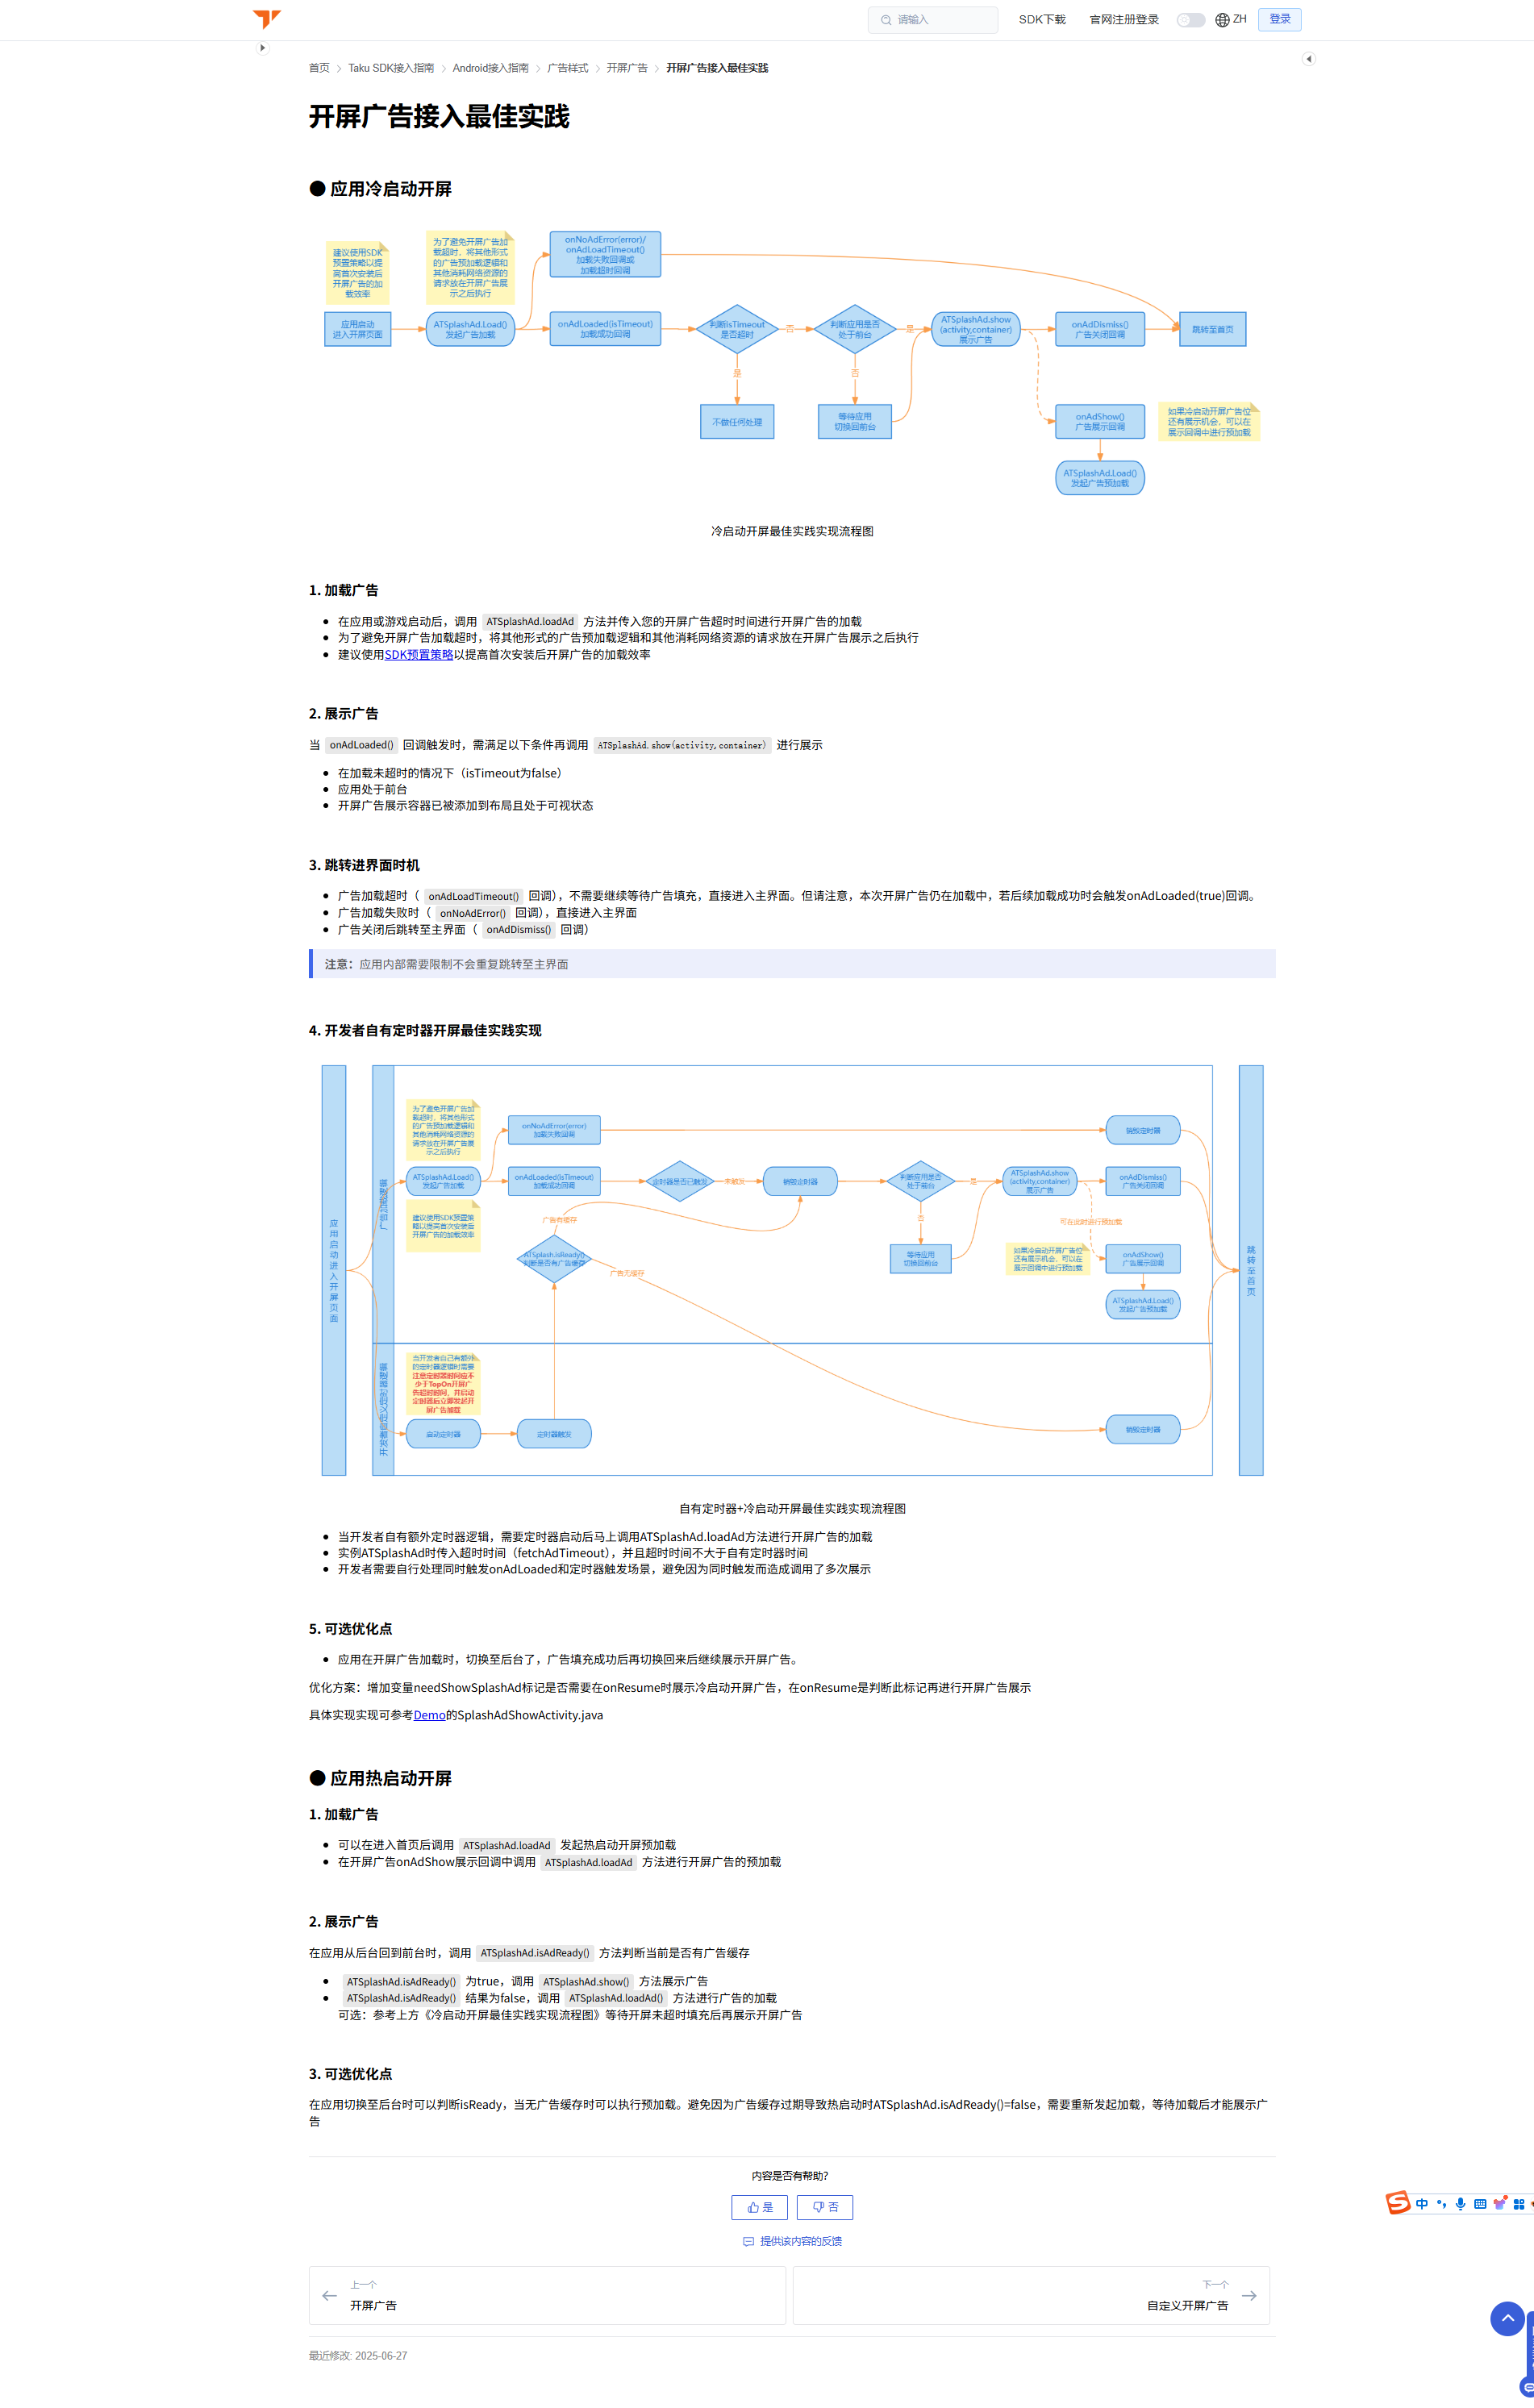 请输入
SDK下载
官网注册登录
ZH
登录
首页 > Taku SDK接入指南 > Android接入指南 > 广告样式 > 开屏广告 > 开屏广告接入最佳实践
开屏广告接入最佳实践
● 应用冷启动开屏
建议使用SDK
预置策略以提
高首次安装后
开屏广告的加
载效率
为了避免开屏广告加
载超时，将其他形式
的广告预加载逻辑和
其他消耗网络资源的
请求放在开屏广告展
示之后执行
onNoAdError(error)/
onAdLoadTimeout()
加载失败回调或
加载超时回调
应用启动
进入开屏页面
ATSplashAd.Load()
发起广告加载
onAdLoaded(isTimeout)
加载成功回调
判断isTimeout
是否超时
否
判断应用是否
处于前台
是
ATSplashAd.show
(activity,container)
展示广告
onAdDismiss()
广告关闭回调
跳转至首页
是
否
不做任何处理
等待应用
切换回前台
onAdShow()
广告展示回调
如果冷启动开屏广告位
还有展示机会，可以在
展示回调中进行预加载
ATSplashAd.Load()
发起广告预加载
冷启动开屏最佳实践实现流程图
1. 加载广告
• 在应用或游戏启动后，调用 ATSplashAd.loadAd 方法并传入您的开屏广告超时时间进行开屏广告的加载
• 为了避免开屏广告加载超时，将其他形式的广告预加载逻辑和其他消耗网络资源的请求放在开屏广告展示之后执行
• 建议使用SDK预置策略以提高首次安装后开屏广告的加载效率
2. 展示广告
当 onAdLoaded() 回调触发时，需满足以下条件再调用 ATSplashAd.show(activity,container) 进行展示
• 在加载未超时的情况下（isTimeout为false）
• 应用处于前台
• 开屏广告展示容器已被添加到布局且处于可视状态
3. 跳转进界面时机
• 广告加载超时（ onAdLoadTimeout() 回调），不需要继续等待广告填充，直接进入主界面。但请注意，本次开屏广告仍在加载中，若后续加载成功时会触发onAdLoaded(true)回调。
• 广告加载失败时（ onNoAdError() 回调），直接进入主界面
• 广告关闭后跳转至主界面（ onAdDismiss() 回调）
注意：应用内部需要限制不会重复跳转至主界面
4. 开发者自有定时器开屏最佳实践实现
应用启动进入开屏页面
广告加载逻辑
为了避免开屏广告加
载超时，将其他形式
的广告预加载逻辑和
其他消耗网络资源的
请求放在开屏广告展
示之后执行
onNoAdError(error)
加载失败回调
销毁定时器
ATSplashAd.Load()
发起广告加载
onAdLoaded(isTimeout)
加载成功回调
定时器是否已触发
未触发
销毁定时器
判断应用是否
处于前台
是
ATSplashAd.show
(activity,container)
展示广告
onAdDismiss()
广告关闭回调
建议使用SDK预置策
略以提高首次安装后
开屏广告的加载效率
广告有缓存
否
可在此时进行预加载
ATSplash.isReady()
判断是否有广告缓存
等待应用
切换回前台
如果冷启动开屏广告位
还有展示机会，可以在
展示回调中进行预加载
onAdShow()
广告展示回调
广告无缓存
ATSplashAd.Load()
发起广告预加载
跳转至首页
开发者自定义定时器逻辑
当开发者自己有额外
的定时器逻辑时需要
注意定时器时间应不
少于TopOn开屏广
告超时时间，并启动
定时器后立即发起开
屏广告加载
启动定时器
定时器触发
销毁定时器
自有定时器+冷启动开屏最佳实践实现流程图
• 当开发者自有额外定时器逻辑，需要定时器启动后马上调用ATSplashAd.loadAd方法进行开屏广告的加载
• 实例ATSplashAd时传入超时时间（fetchAdTimeout），并且超时时间不大于自有定时器时间
• 开发者需要自行处理同时触发onAdLoaded和定时器触发场景，避免因为同时触发而造成调用了多次展示
5. 可选优化点
• 应用在开屏广告加载时，切换至后台了，广告填充成功后再切换回来后继续展示开屏广告。
优化方案：增加变量needShowSplashAd标记是否需要在onResume时展示冷启动开屏广告，在onResume是判断此标记再进行开屏广告展示
具体实现实现可参考Demo的SplashAdShowActivity.java
● 应用热启动开屏
1. 加载广告
• 可以在进入首页后调用 ATSplashAd.loadAd 发起热启动开屏预加载
• 在开屏广告onAdShow展示回调中调用 ATSplashAd.loadAd 方法进行开屏广告的预加载
2. 展示广告
在应用从后台回到前台时，调用 ATSplashAd.isAdReady() 方法判断当前是否有广告缓存
• ATSplashAd.isAdReady() 为true，调用 ATSplashAd.show() 方法展示广告
• ATSplashAd.isAdReady() 结果为false，调用 ATSplashAd.loadAd() 方法进行广告的加载
可选：参考上方《冷启动开屏最佳实践实现流程图》等待开屏未超时填充后再展示开屏广告
3. 可选优化点
在应用切换至后台时可以判断isReady，当无广告缓存时可以执行预加载。避免因为广告缓存过期导致热启动时ATSplashAd.isAdReady()=false，需要重新发起加载，等待加载后才能展示广
告
内容是否有帮助?
是
否
提供该内容的反馈
上一个
开屏广告
下一个
自定义开屏广告
最近修改: 2025-06-27
中